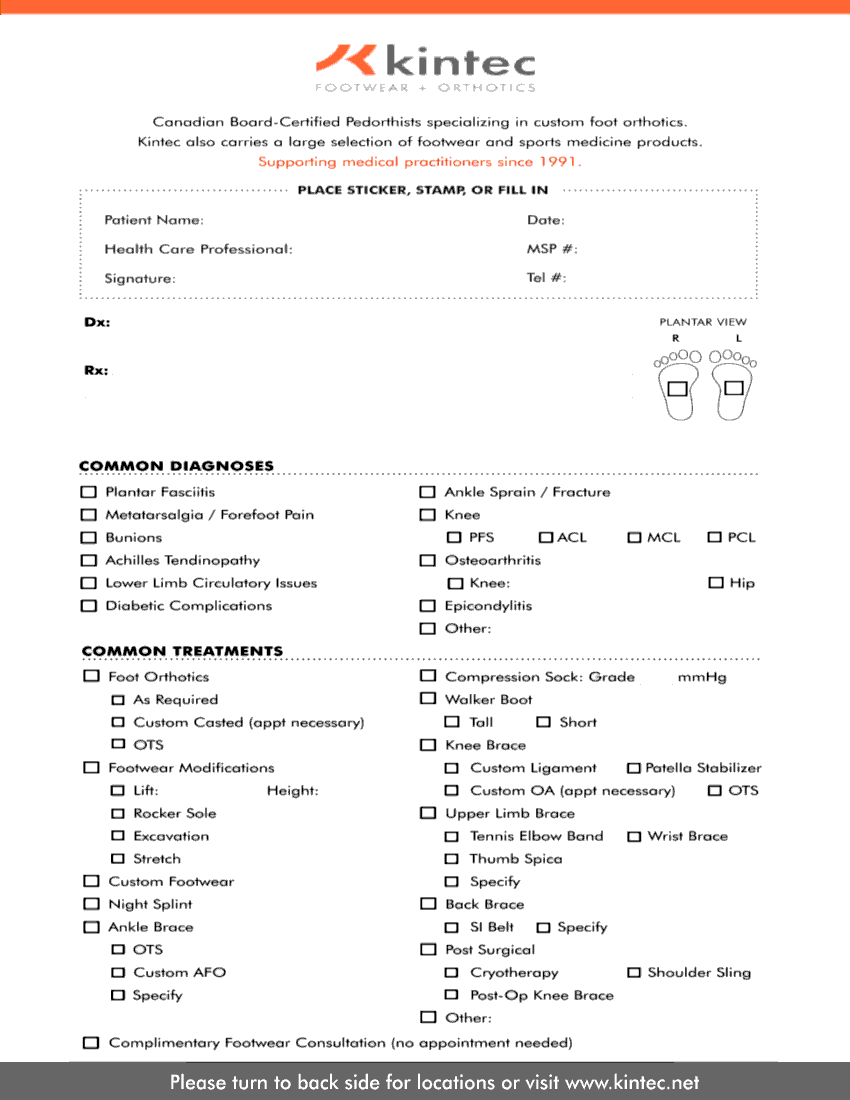 kintec
FOOTWEAR + ORTHOTICS
Canadian Board-Certified Pedorthists specializing in custom foot orthotics.
Kintec also carries a large selection of footwear and sports medicine products.
Supporting medical practitioners since 1991.
PLACE STICKER, STAMP, OR FILL IN
Patient Name: Date:
Health Care Professional: MSP #:
Signature: Tel #:
Dx: PLANTAR VIEW
R L
Rx:
COMMON DIAGNOSES
Plantar Fasciitis
Metatarsalgia / Forefoot Pain
Bunions
Achilles Tendinopathy
Lower Limb Circulatory Issues
Diabetic Complications
Ankle Sprain / Fracture
Knee
PFS ACL MCL PCL
Osteoarthritis
Knee: Hip
Epicondylitis
Other:
COMMON TREATMENTS
Foot Orthotics
As Required
Custom Casted (appt necessary)
OTS
Footwear Modifications
Lift: Height:
Rocker Sole
Excavation
Stretch
Custom Footwear
Night Splint
Ankle Brace
OTS
Custom AFO
Specify
Compression Sock: Grade mmHg
Walker Boot
Tall Short
Knee Brace
Custom Ligament Patella Stabilizer
Custom OA (appt necessary) OTS
Upper Limb Brace
Tennis Elbow Band Wrist Brace
Thumb Spica
Specify
Back Brace
SI Belt Specify
Post Surgical
Cryotherapy Shoulder Sling
Post-Op Knee Brace
Other:
Complimentary Footwear Consultation (no appointment needed)
Please turn to back side for locations or visit www.kintec.net